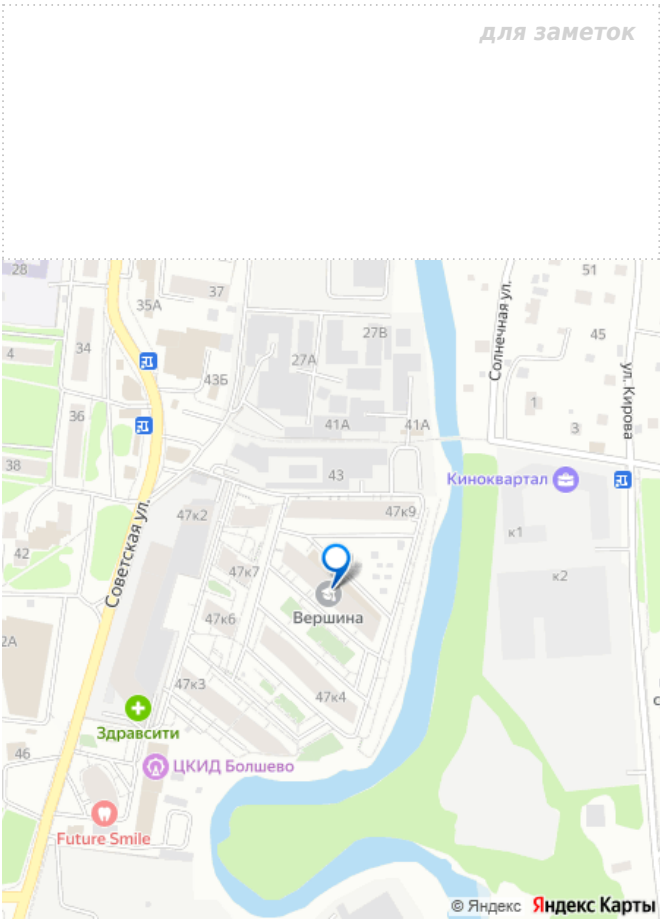 для заметок
28
37
51
35А
Солнечная ул.
27В
45
34
4
27А
ул. Кирова
43Б
1
36
41А
41А
3
38
43
Киноквартал
47к2
47к9
к1
Советская ул.
42
47к7
к2
47к6
Вершина
2А
47к3
47к4
с
Здравсити
46
ЦКИД Болшево
Future Smile
© Яндекс Яндекс Карты